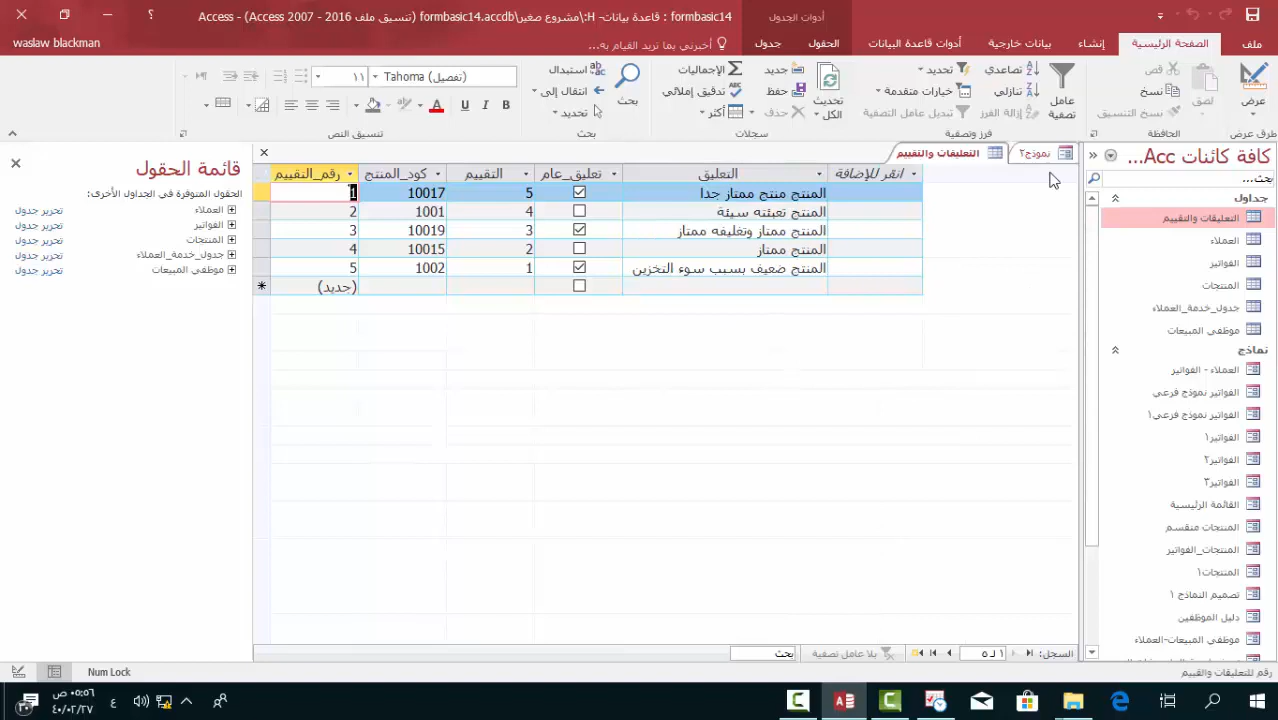 formbasic14 : قاعدة بيانات- H:\مشروع صغير\formbasic14.accdb (تنسيق ملف Access 2007 - 2016) - Access
أدوات الجدول
waslaw blackman
ملف
الصفحة الرئيسية
إنشاء
بيانات خارجية
أدوات قاعدة البيانات
الحقول
جدول
أخبرني بما تريد القيام به...
عرض
طرق عرض
لصق
قص
نسخ
نسخ التنسيق
الحافظة
عامل تصفية
تصاعدي
تنازلي
إزالة الفرز
تحديد
خيارات متقدمة
تبديل عامل التصفية
فرز وتصفية
تحديث الكل
جديد
حفظ
حذف
الإجماليات
تدقيق إملائي
أكثر
سجلات
بحث
استبدال
انتقال إلى
تحديد
بحث
Tahoma (تفصيل)
١١
B I U
A
تنسيق النص
كافة كائنات Acc...
بحث...
جداول
التعليقات والتقييم
العملاء
الفواتير
المنتجات
جدول_خدمة_العملاء
موظفي المبيعات
نماذج
العملاء - الفواتير
الفواتير نموذج فرعي
الفواتير نموذج فرعي١
الفواتير١
الفواتير٢
الفواتير٣
القائمة الرئيسية
المنتجات منقسم
المنتجات_الفواتير
المنتجات١
تصميم النماذج ١
دليل الموظفين
موظفي المبيعات-العملاء
نموذج٢
التعليقات والتقييم
رقم_التقييم كود_المنتج التقييم تعليق_عام التعليق انقر للإضافة
1 10017 5 المنتج منتج ممتاز جدا
2 1001 4 المنتج تعبئته سيئة
3 10019 3 المنتج ممتاز وتغليفه ممتاز
4 10015 2 المنتج ممتاز
5 1002 1 المنتج ضعيف بسبب سوء التخزين
(جديد)
السجل: ١ لـ ٥
بلا عامل تصفية
بحث
قائمة الحقول
الحقول المتوفرة في الجداول الأخرى:
العملاء تحرير جدول
الفواتير تحرير جدول
المنتجات تحرير جدول
جدول_خدمة_العملاء تحرير جدول
موظفي المبيعات تحرير جدول
رقم للتعليقات والقييم
Num Lock
ع
٠٥:٥٦ ص
٤٠/٠٢/٢٧